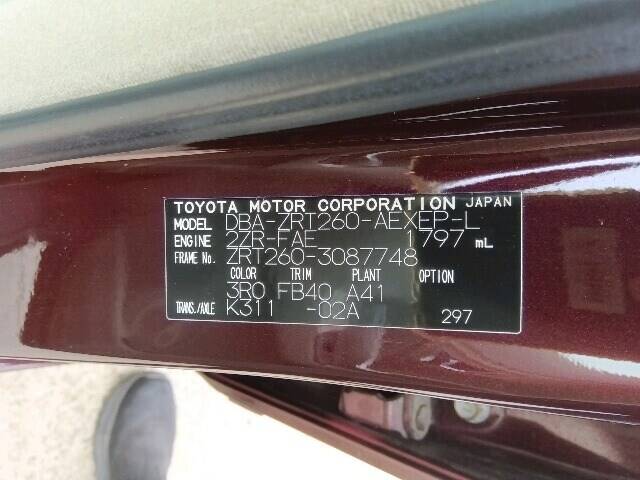 TOYOTA MOTOR CORPORATION JAPAN
MODEL DBA-ZRT260-AEXEP-L
ENGINE 2ZR-FAE 1797 mL
FRAME No. ZRT260-3087748
COLOR TRIM PLANT OPTION
3R0 FB40 A41
TRANS./AXLE K311 -02A 297